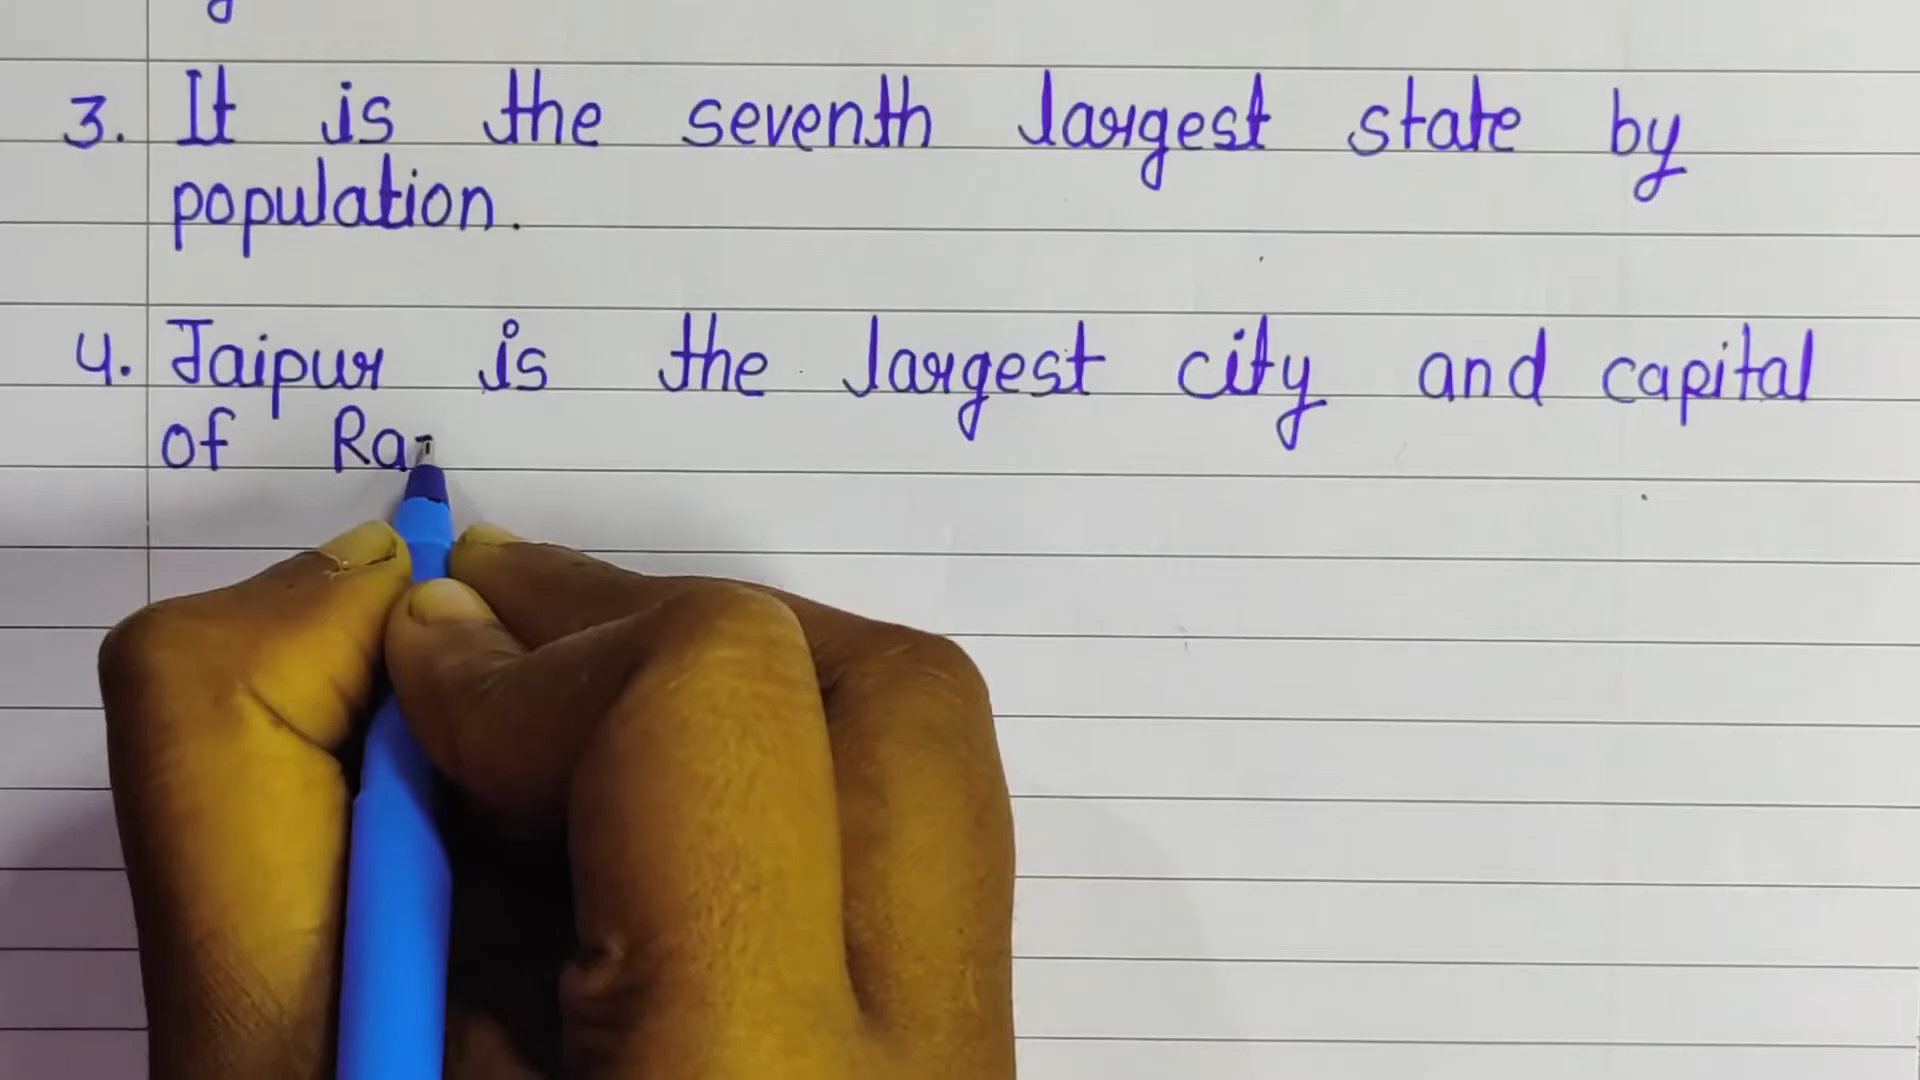 3. It is the seventh largest state by
population.
4. Jaipur is the largest city and capital
of Ra